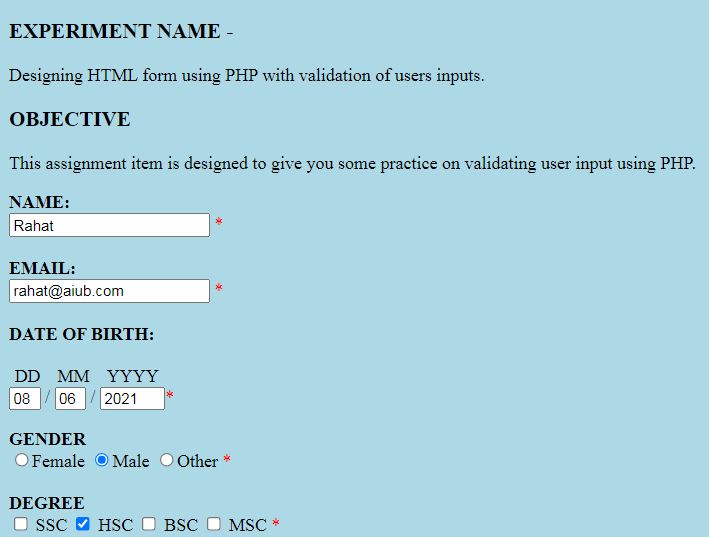 EXPERIMENT NAME -
Designing HTML form using PHP with validation of users inputs.
OBJECTIVE
This assignment item is designed to give you some practice on validating user input using PHP.
NAME:
Rahat *
EMAIL:
rahat@aiub.com *
DATE OF BIRTH:
DD MM YYYY
08 / 06 / 2021 *
GENDER
Female Male Other *
DEGREE
SSC HSC BSC MSC *